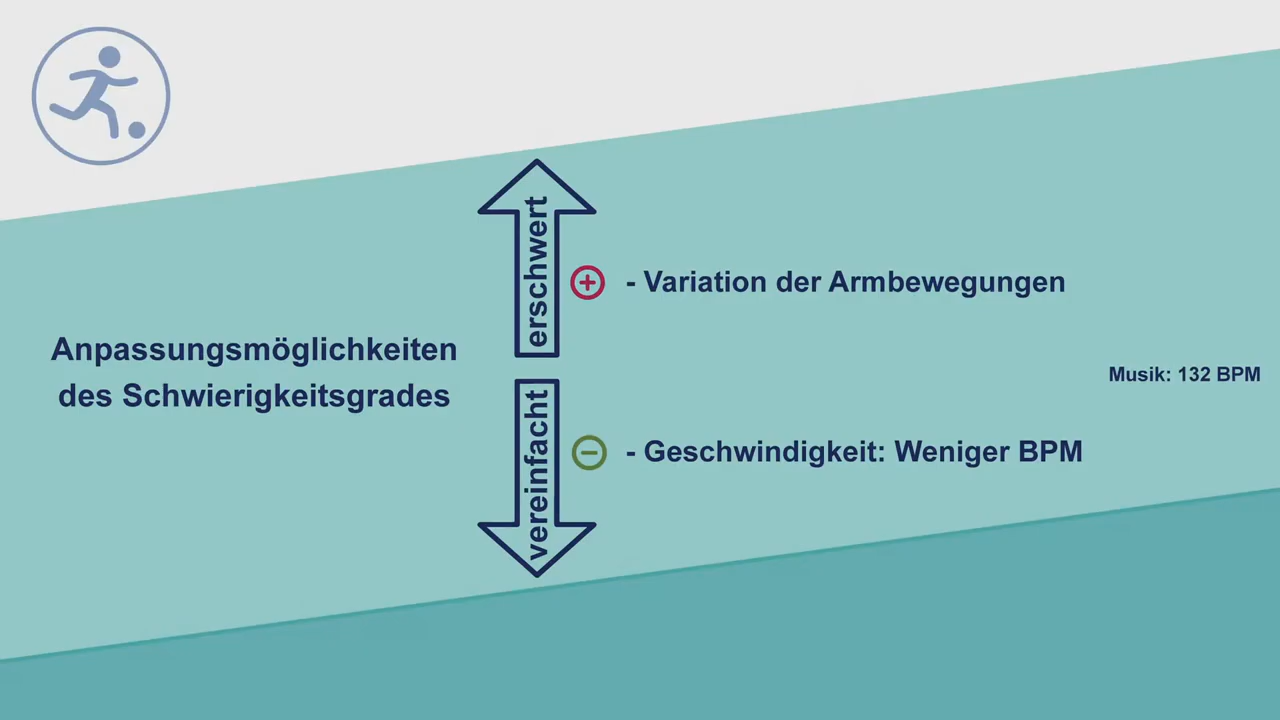 Anpassungsmöglichkeiten
des Schwierigkeitsgrades
erschwert
- Variation der Armbewegungen
vereinfacht
- Geschwindigkeit: Weniger BPM
Musik: 132 BPM